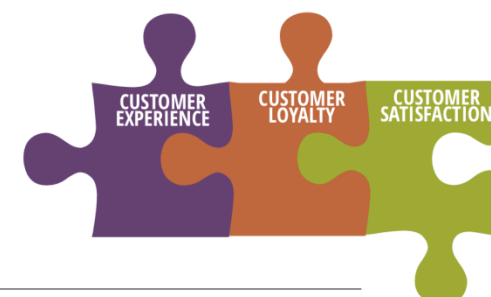 CUSTOMER
EXPERIENCE
CUSTOMER
LOYALTY
CUSTOMER
SATISFACTION